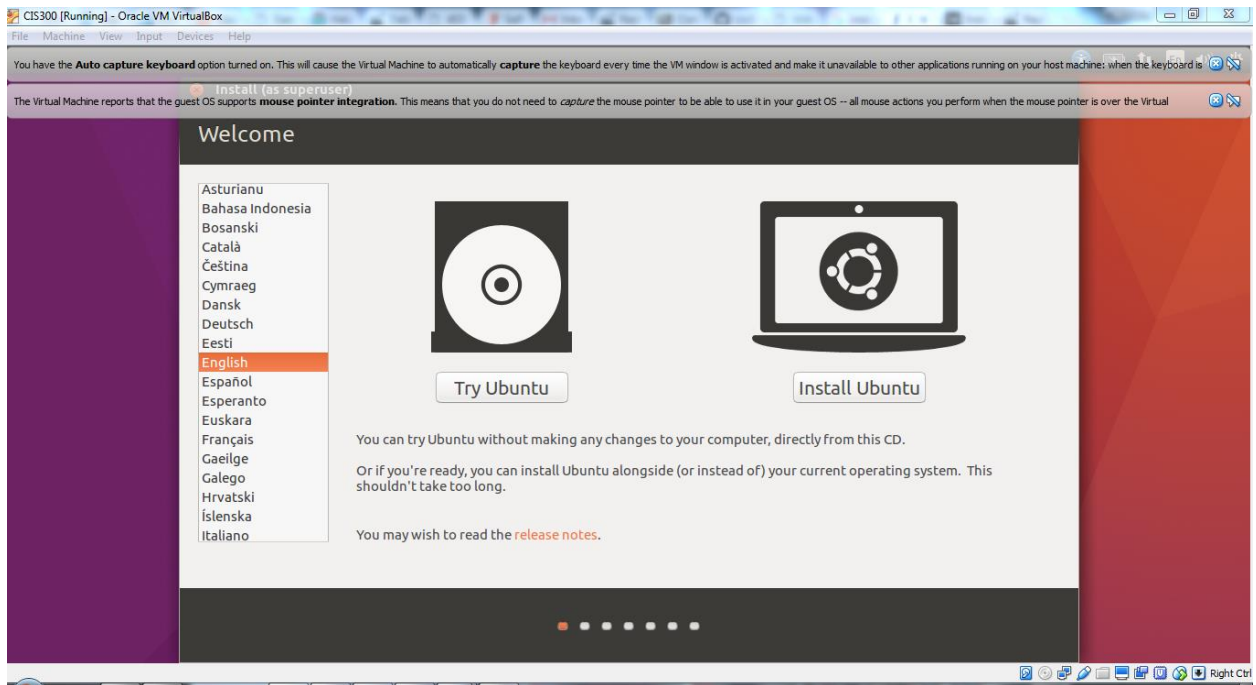 CIS300 [Running] - Oracle VM VirtualBox
File Machine View Input Devices Help
You have the Auto capture keyboard option turned on. This will cause the Virtual Machine to automatically capture the keyboard every time the VM window is activated and make it unavailable to other applications running on your host machine: when the keyboard is
Install (as superuser)
The Virtual Machine reports that the guest OS supports mouse pointer integration. This means that you do not need to capture the mouse pointer to be able to use it in your guest OS -- all mouse actions you perform when the mouse pointer is over the Virtual
Welcome
Asturianu
Bahasa Indonesia
Bosanski
Català
Čeština
Cymraeg
Dansk
Deutsch
Eesti
English
Español
Esperanto
Euskara
Français
Gaeilge
Galego
Hrvatski
Íslenska
Italiano
Try Ubuntu
Install Ubuntu
You can try Ubuntu without making any changes to your computer, directly from this CD.
Or if you're ready, you can install Ubuntu alongside (or instead of) your current operating system. This
shouldn't take too long.
You may wish to read the release notes.
Right Ctrl